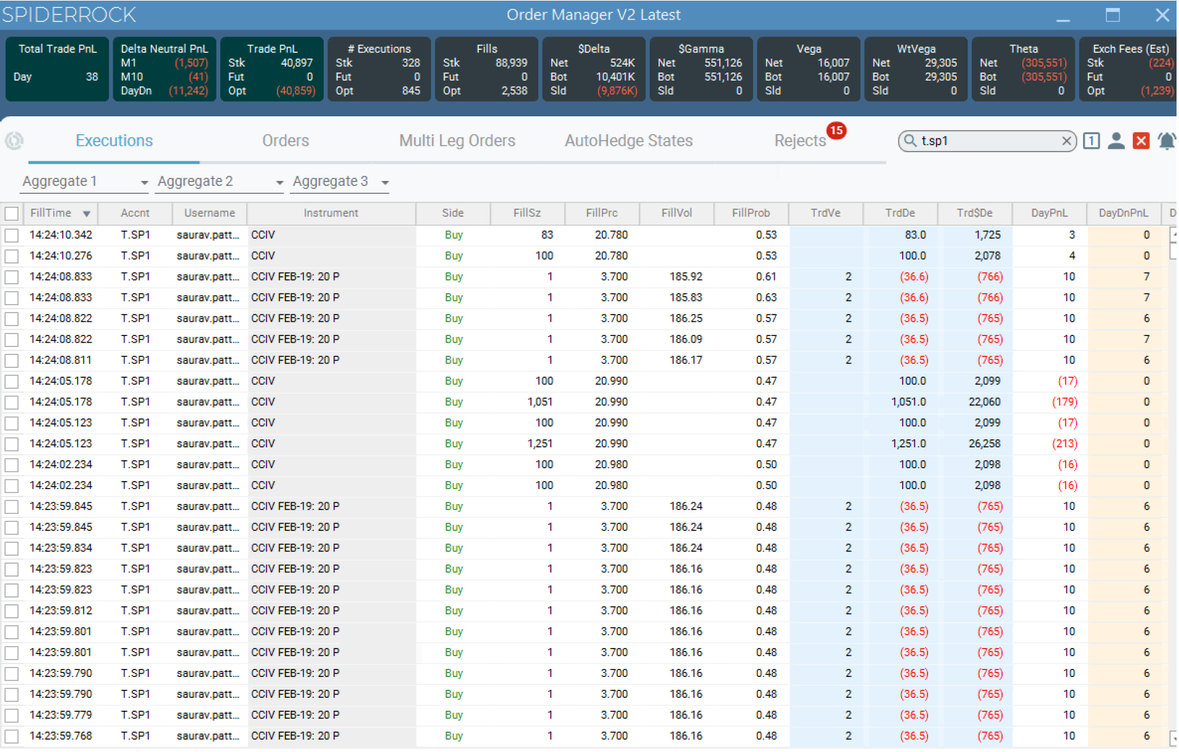 SPIDERROCK Order Manager V2 Latest
Total Trade PnL Delta Neutral PnL Trade PnL # Executions Fills $Delta $Gamma Vega WtVega Theta Exch Fees (Est)
M1 (1,507) Stk 40,897 Stk 328 Stk 88,939 Net 524K Net 551,126 Net 16,007 Net 29,305 Net (305,551) Stk (224)
Day 38 M10 (41) Fut 0 Fut 0 Fut 0 Bot 10,401K Bot 551,126 Bot 16,007 Bot 29,305 Bot (305,551) Fut 0
DayDn (11,242) Opt (40,859) Opt 845 Opt 2,538 Sld (9,876K) Sld 0 Sld 0 Sld 0 Sld 0 Opt (1,239)
Executions Orders Multi Leg Orders AutoHedge States Rejects 15 t.sp1 1
Aggregate 1 Aggregate 2 Aggregate 3
FillTime Accnt Username Instrument Side FillSz FillPrc FillVol FillProb TrdVe TrdDe Trd$De DayPnL DayDnPnL D
14:24:10.342 T.SP1 saurav.patt... CCIV Buy 83 20.780 0.53 83.0 1,725 3 0
14:24:10.276 T.SP1 saurav.patt... CCIV Buy 100 20.780 0.53 100.0 2,078 4 0
14:24:08.833 T.SP1 saurav.patt... CCIV FEB-19: 20 P Buy 1 3.700 185.92 0.61 2 (36.6) (766) 10 7
14:24:08.833 T.SP1 saurav.patt... CCIV FEB-19: 20 P Buy 1 3.700 185.83 0.63 2 (36.6) (766) 10 7
14:24:08.822 T.SP1 saurav.patt... CCIV FEB-19: 20 P Buy 1 3.700 186.25 0.57 2 (36.5) (765) 10 6
14:24:08.822 T.SP1 saurav.patt... CCIV FEB-19: 20 P Buy 1 3.700 186.09 0.57 2 (36.5) (765) 10 7
14:24:08.811 T.SP1 saurav.patt... CCIV FEB-19: 20 P Buy 1 3.700 186.17 0.57 2 (36.5) (765) 10 6
14:24:05.178 T.SP1 saurav.patt... CCIV Buy 100 20.990 0.47 100.0 2,099 (17) 0
14:24:05.178 T.SP1 saurav.patt... CCIV Buy 1,051 20.990 0.47 1,051.0 22,060 (179) 0
14:24:05.123 T.SP1 saurav.patt... CCIV Buy 100 20.990 0.47 100.0 2,099 (17) 0
14:24:05.123 T.SP1 saurav.patt... CCIV Buy 1,251 20.990 0.47 1,251.0 26,258 (213) 0
14:24:02.234 T.SP1 saurav.patt... CCIV Buy 100 20.980 0.50 100.0 2,098 (16) 0
14:24:02.234 T.SP1 saurav.patt... CCIV Buy 100 20.980 0.50 100.0 2,098 (16) 0
14:23:59.845 T.SP1 saurav.patt... CCIV FEB-19: 20 P Buy 1 3.700 186.24 0.48 2 (36.5) (765) 10 6
14:23:59.845 T.SP1 saurav.patt... CCIV FEB-19: 20 P Buy 1 3.700 186.24 0.48 2 (36.5) (765) 10 6
14:23:59.834 T.SP1 saurav.patt... CCIV FEB-19: 20 P Buy 1 3.700 186.24 0.48 2 (36.5) (765) 10 6
14:23:59.823 T.SP1 saurav.patt... CCIV FEB-19: 20 P Buy 1 3.700 186.16 0.48 2 (36.5) (765) 10 6
14:23:59.823 T.SP1 saurav.patt... CCIV FEB-19: 20 P Buy 1 3.700 186.16 0.48 2 (36.5) (765) 10 6
14:23:59.812 T.SP1 saurav.patt... CCIV FEB-19: 20 P Buy 1 3.700 186.16 0.48 2 (36.5) (765) 10 6
14:23:59.801 T.SP1 saurav.patt... CCIV FEB-19: 20 P Buy 1 3.700 186.16 0.48 2 (36.5) (765) 10 6
14:23:59.801 T.SP1 saurav.patt... CCIV FEB-19: 20 P Buy 1 3.700 186.16 0.48 2 (36.5) (765) 10 6
14:23:59.790 T.SP1 saurav.patt... CCIV FEB-19: 20 P Buy 1 3.700 186.16 0.48 2 (36.5) (765) 10 6
14:23:59.790 T.SP1 saurav.patt... CCIV FEB-19: 20 P Buy 1 3.700 186.16 0.48 2 (36.5) (765) 10 6
14:23:59.779 T.SP1 saurav.patt... CCIV FEB-19: 20 P Buy 1 3.700 186.16 0.48 2 (36.5) (765) 10 6
14:23:59.768 T.SP1 saurav.patt... CCIV FEB-19: 20 P Buy 1 3.700 186.16 0.48 2 (36.5) (765) 10 6